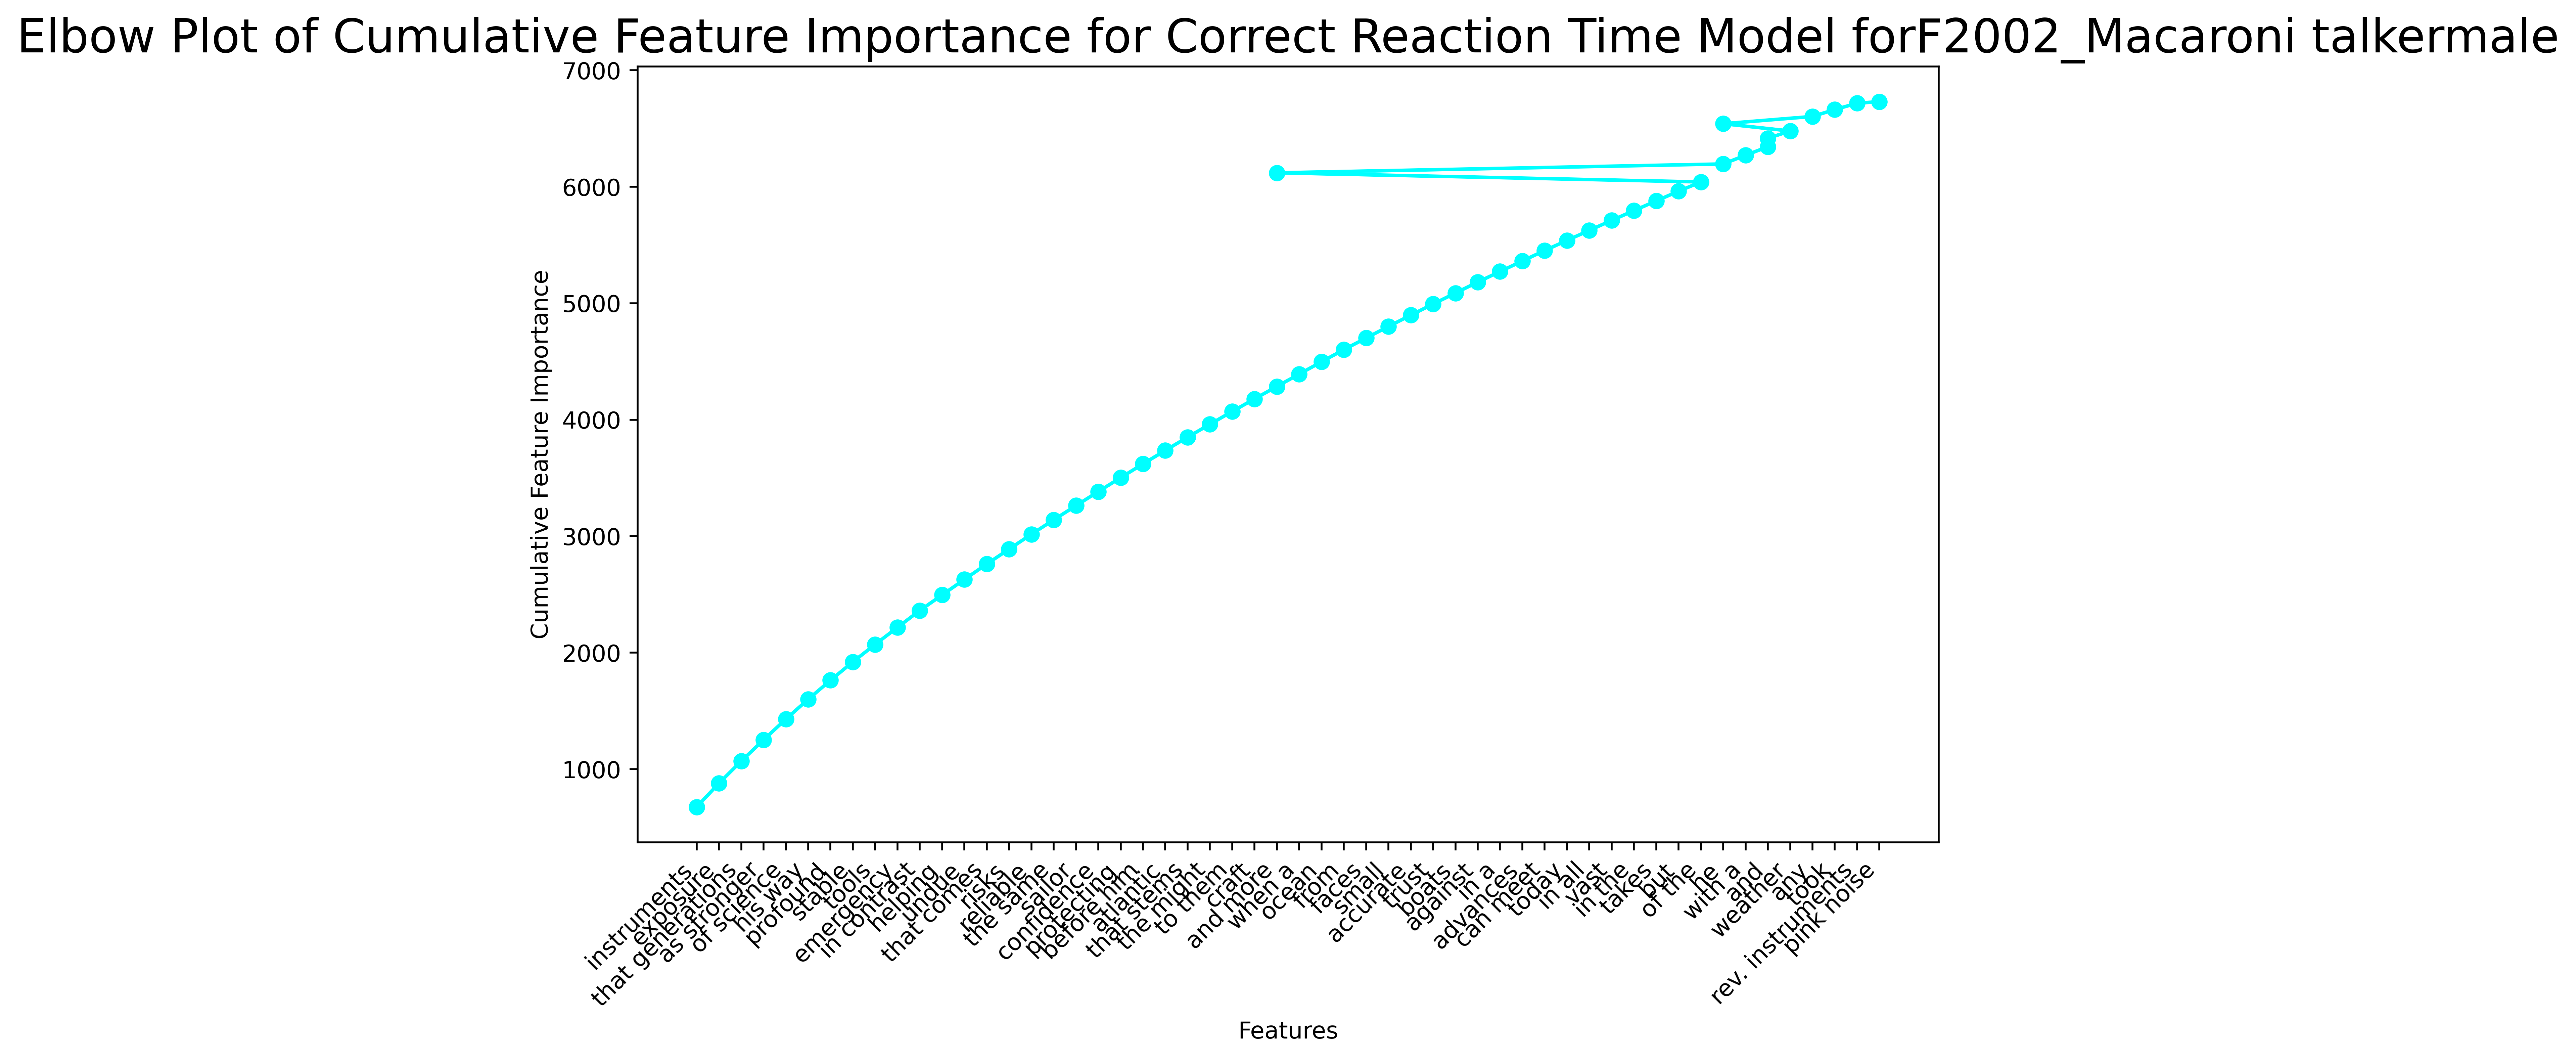 Elbow Plot of Cumulative Feature Importance for Correct Reaction Time Model forF2002_Macaroni talkermale
Cumulative Feature Importance
7000
6000
5000
4000
3000
2000
1000
instruments
exposure
that generations
as stronger
of science
his way
profound
stable
tools
emergency
in contrast
helping
undue
that comes
risks
reliable
the same
sailor
confidence
protecting
before him
atlantic
that stems
the might
to them
craft
and more
when a
ocean
from
faces
small
accurate
trust
boats
against
in a
advances
can meet
today
in all
vast
in the
takes
but
of the
he
with a
and
weather
any
took
rev. instruments
pink noise
Features